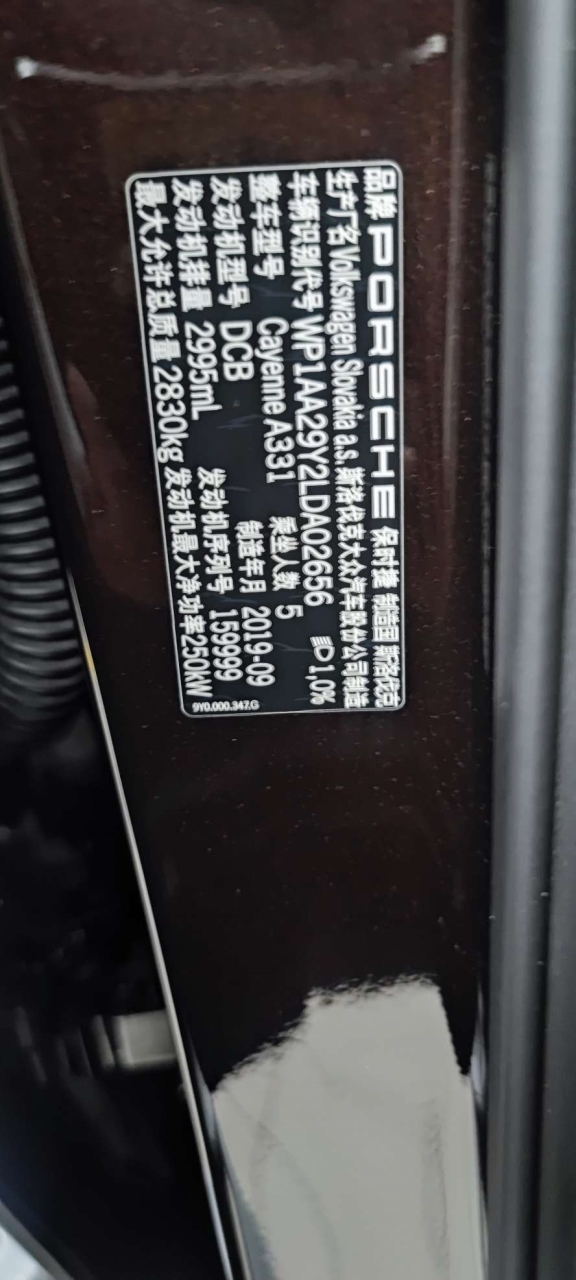 品牌 PORSCHE 保时捷 制造国 斯洛伐克
生产厂名 Volkswagen Slovakia a.s.斯洛伐克大众汽车股份公司制造
车辆识别代号 WP1AA29Y2LDA02656 1,0%
整车型号 Cayenne A331 乘坐人数 5
发动机型号 DCB 制造年月 2019-09
发动机排量 2995mL 发动机序列号 159999
最大允许总质量 2830kg 发动机最大净功率250kW
9Y0.000.347.G